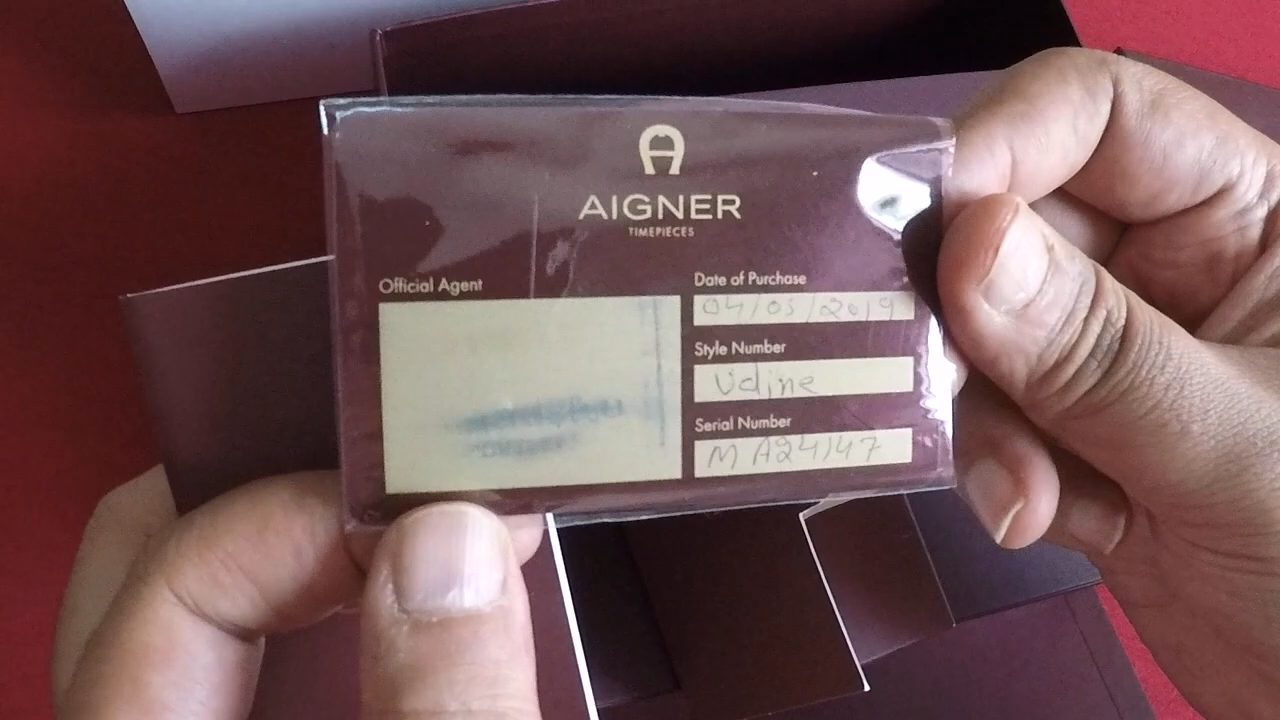 AIGNER
TIMEPIECES
Official Agent
Date of Purchase
04/05/2019
Style Number
Udine
Serial Number
MA24147